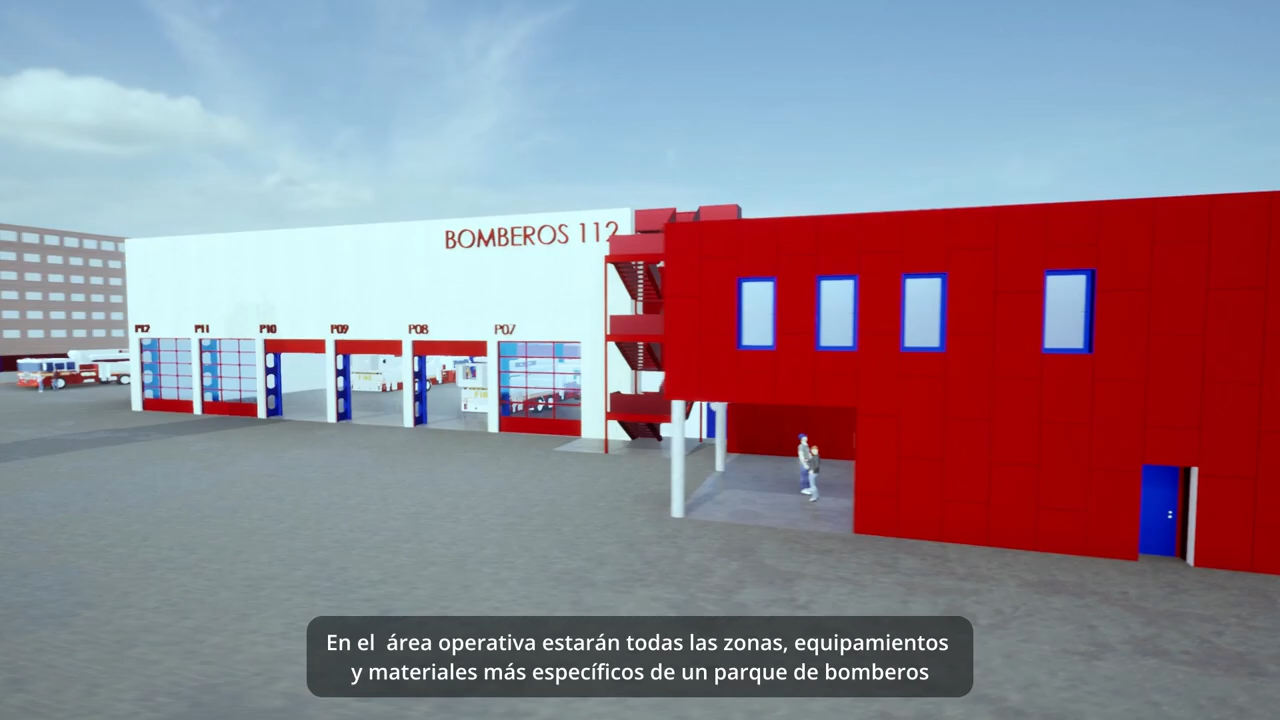 BOMBEROS 112
P12 P11 P10 P09 P08 P07
En el  área operativa estarán todas las zonas, equipamientos
y materiales más específicos de un parque de bomberos